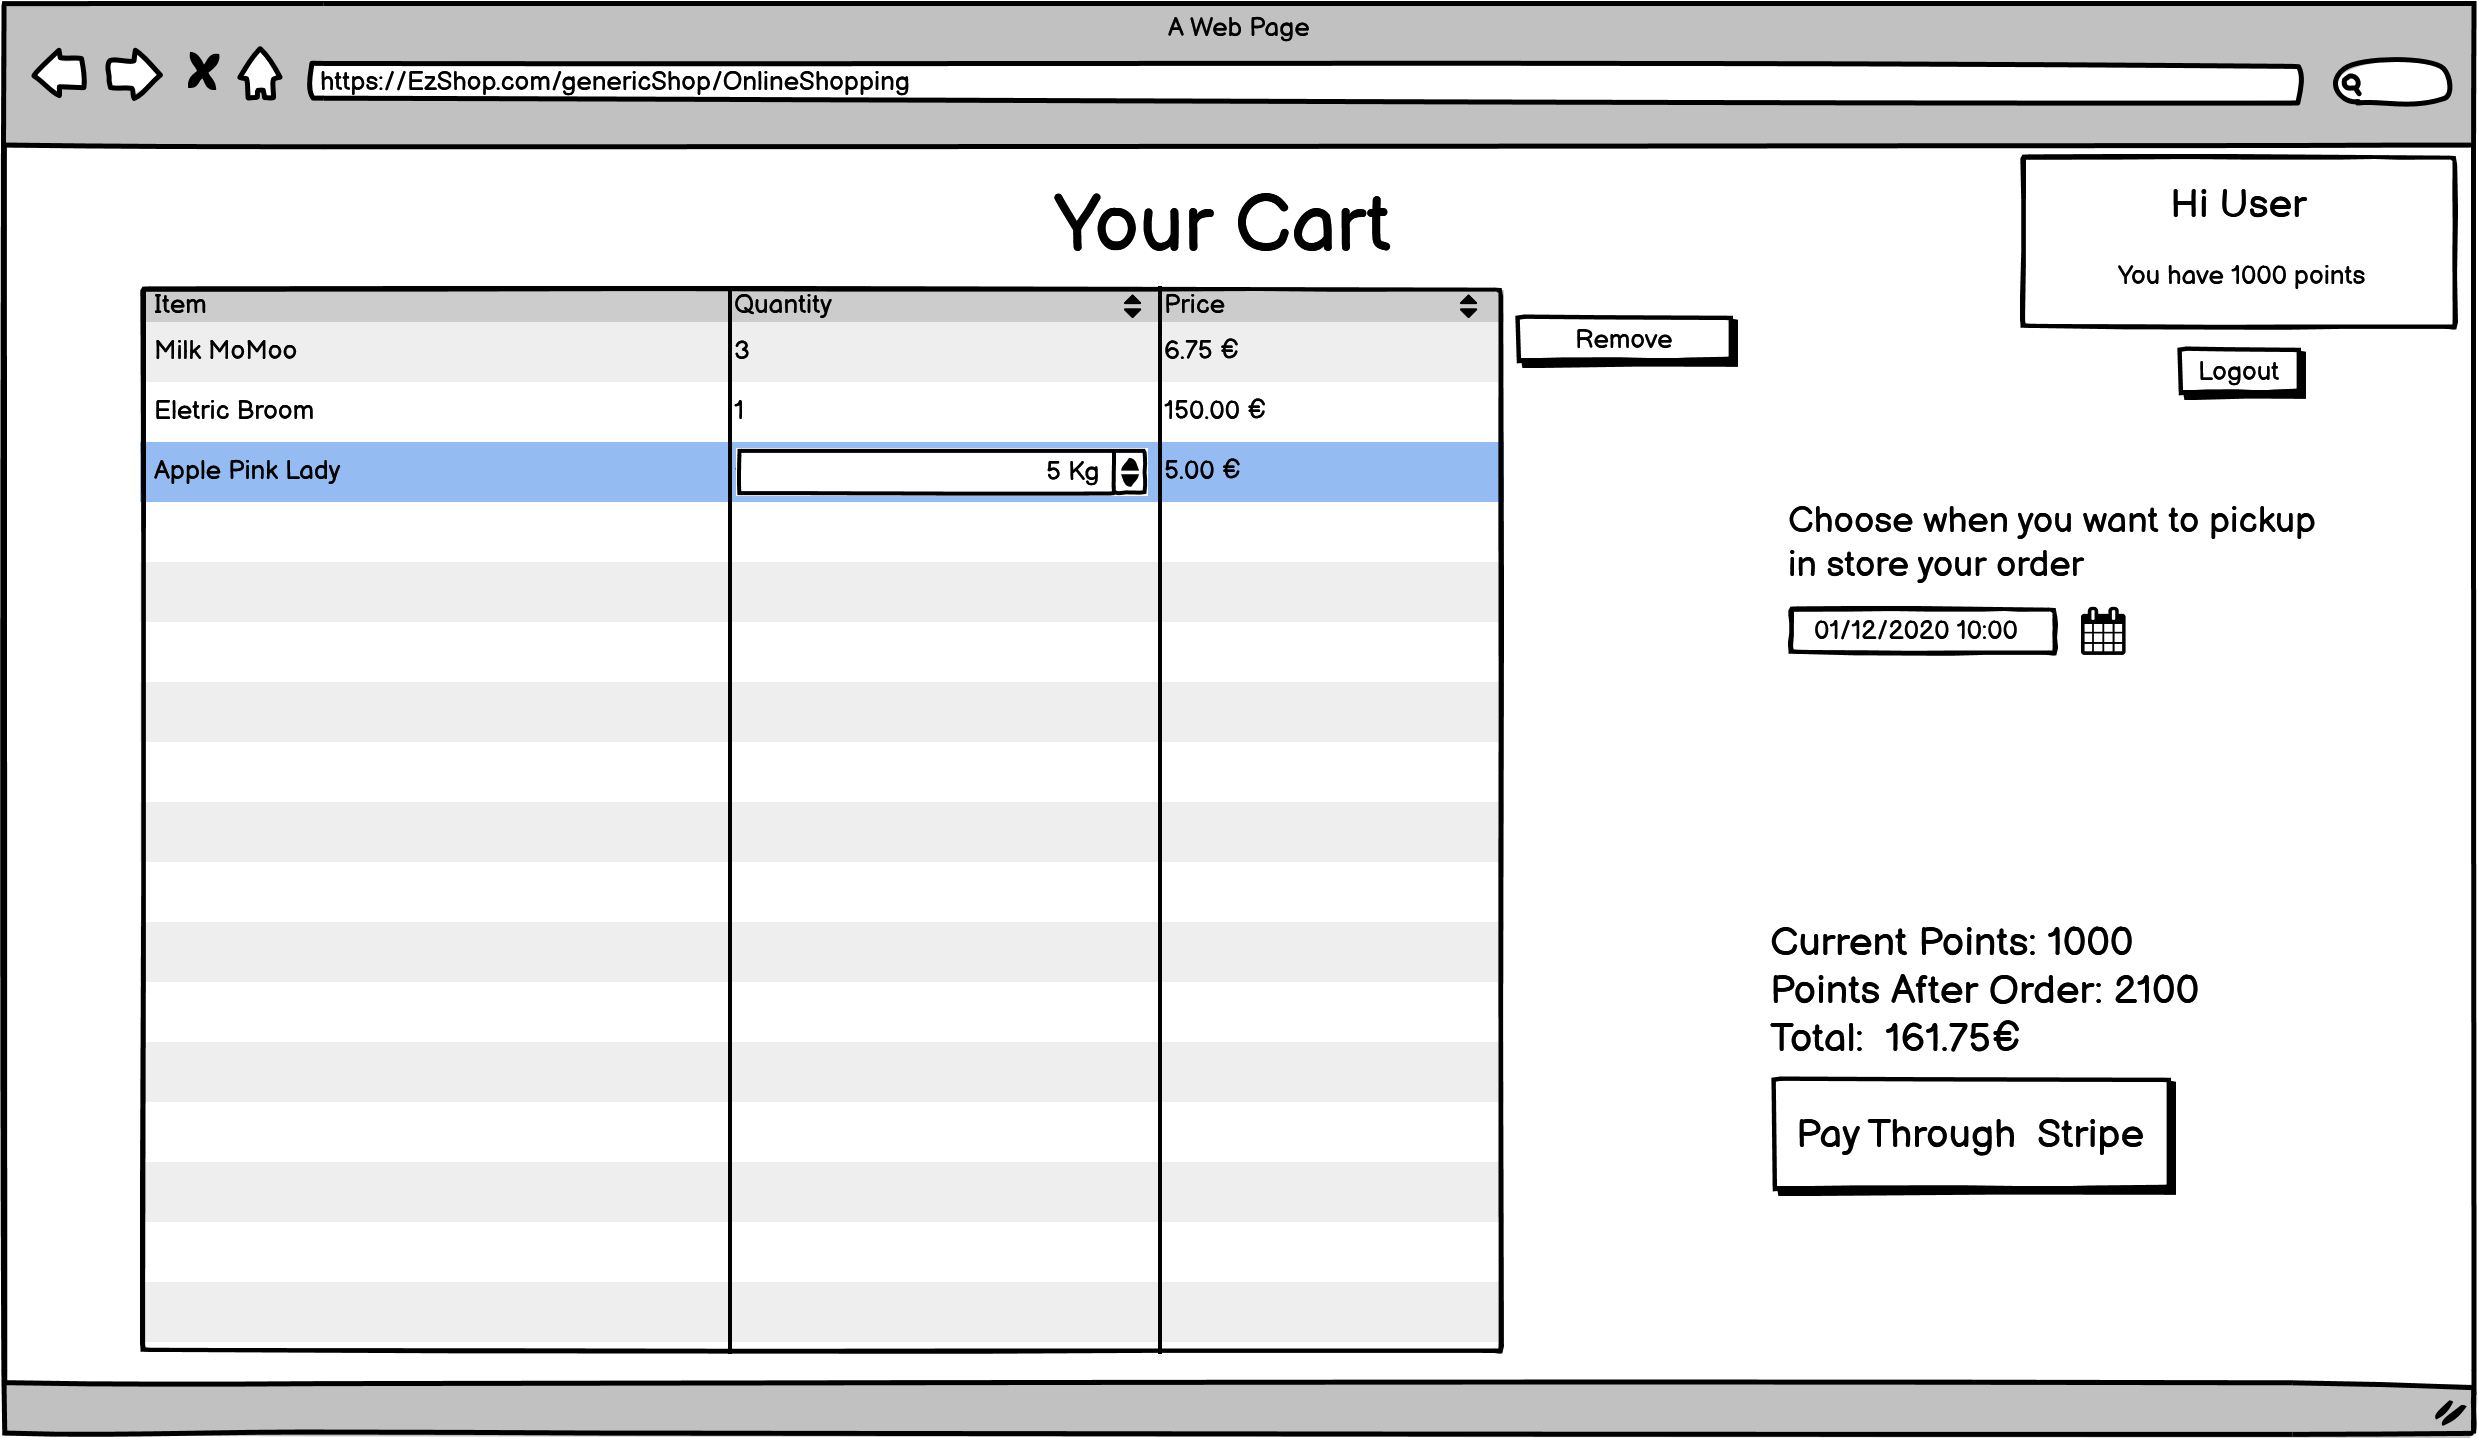 A Web Page
https://EzShop.com/genericShop/OnlineShopping
Your Cart
Hi User
You have 1000 points
Logout
Item Quantity Price
Milk MoMoo 3 6.75 €
Eletric Broom 1 150.00 €
Apple Pink Lady 5 Kg 5.00 €
Remove
Choose when you want to pickup
in store your order
01/12/2020 10:00
Current Points: 1000
Points After Order: 2100
Total: 161.75€
Pay Through Stripe